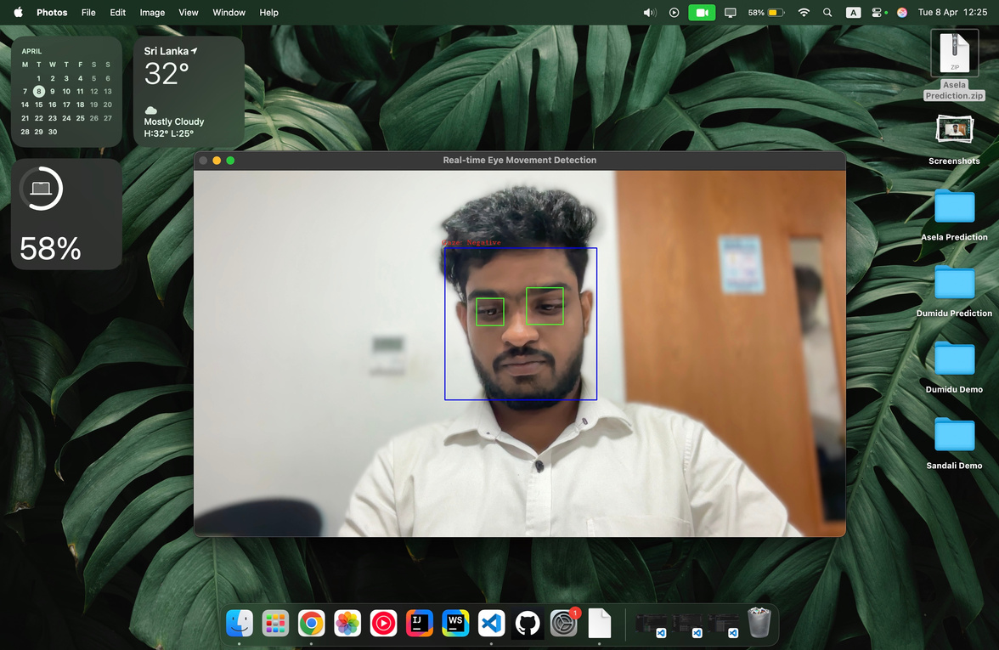 Photos File Edit Image View Window Help 58% A Tue 8 Apr 12:25
APRIL
M T W T F S S
1 2 3 4 5 6
7 8 9 10 11 12 13
14 15 16 17 18 19 20
21 22 23 24 25 26 27
28 29 30
Sri Lanka
32°
Mostly Cloudy
H:32° L:25°
58%
Real-time Eye Movement Detection
Negative
ZIP
Asela
Prediction.zip
Screenshots
Asela Prediction
Dumidu Prediction
Dumidu Demo
Sandali Demo
IJ
WS
1